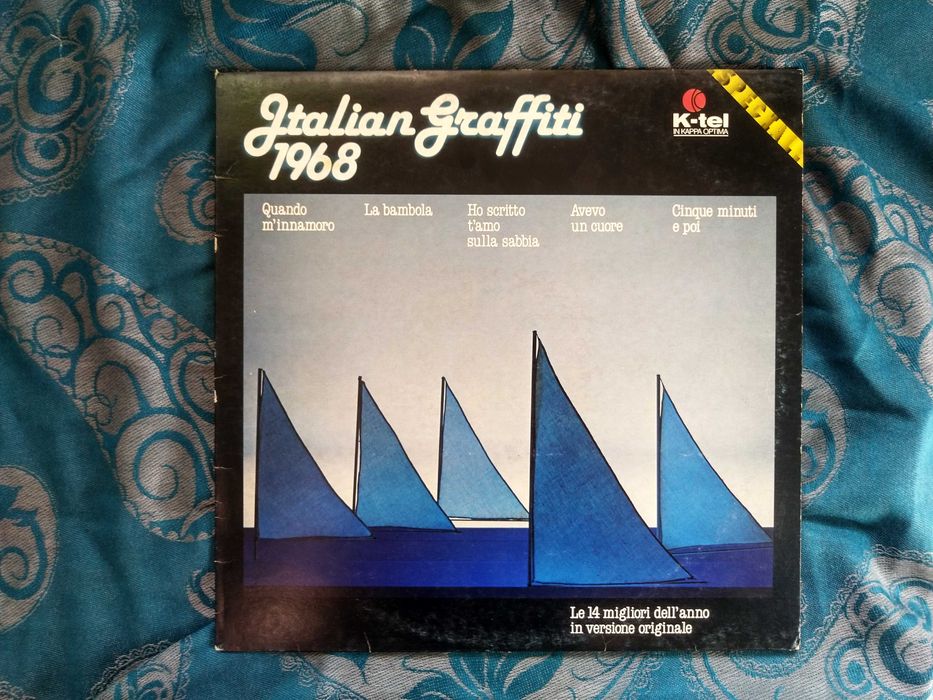 Italian Graffiti
1968
K-tel
IN KAPPA OPTIMA
SPECIAL
Quando
m'innamoro
La bambola
Ho scritto
t'amo
sulla sabbia
Avevo
un cuore
Cinque minuti
e poi
Le 14 migliori dell'anno
in versione originale